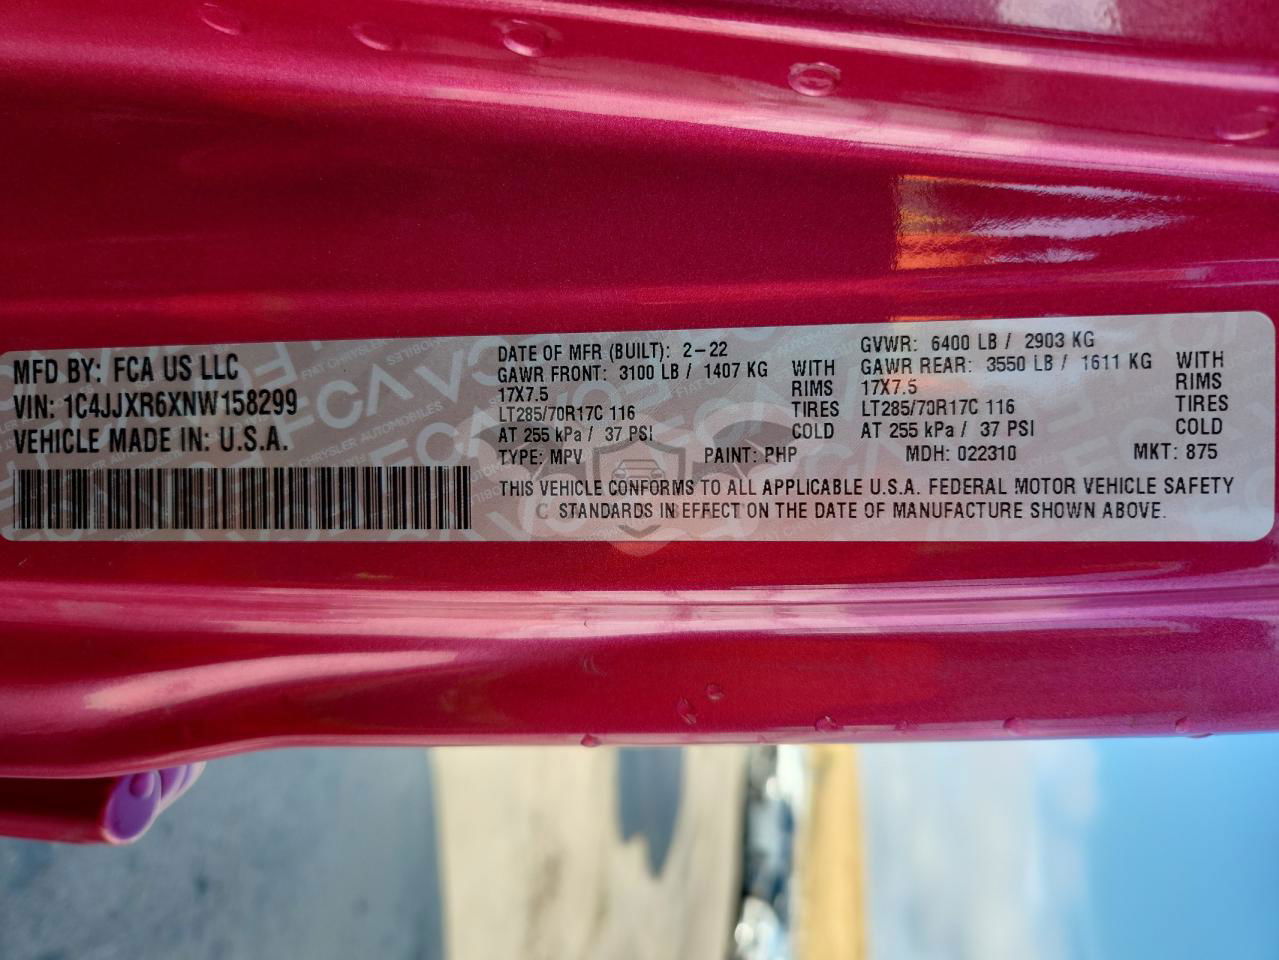 MFD BY: FCA US LLC
VIN: 1C4JJXR6XNW158299
VEHICLE MADE IN: U.S.A.
DATE OF MFR (BUILT): 2-22
GAWR FRONT: 3100 LB / 1407 KG WITH
17X7.5 RIMS
LT285/70R17C 116 TIRES
AT 255 kPa / 37 PSI COLD
GVWR: 6400 LB / 2903 KG
GAWR REAR: 3550 LB / 1611 KG WITH
17X7.5 RIMS
LT285/70R17C 116 TIRES
AT 255 kPa / 37 PSI COLD
TYPE: MPV PAINT: PHP MDH: 022310 MKT: 875
THIS VEHICLE CONFORMS TO ALL APPLICABLE U.S.A. FEDERAL MOTOR VEHICLE SAFETY
C STANDARDS IN EFFECT ON THE DATE OF MANUFACTURE SHOWN ABOVE.